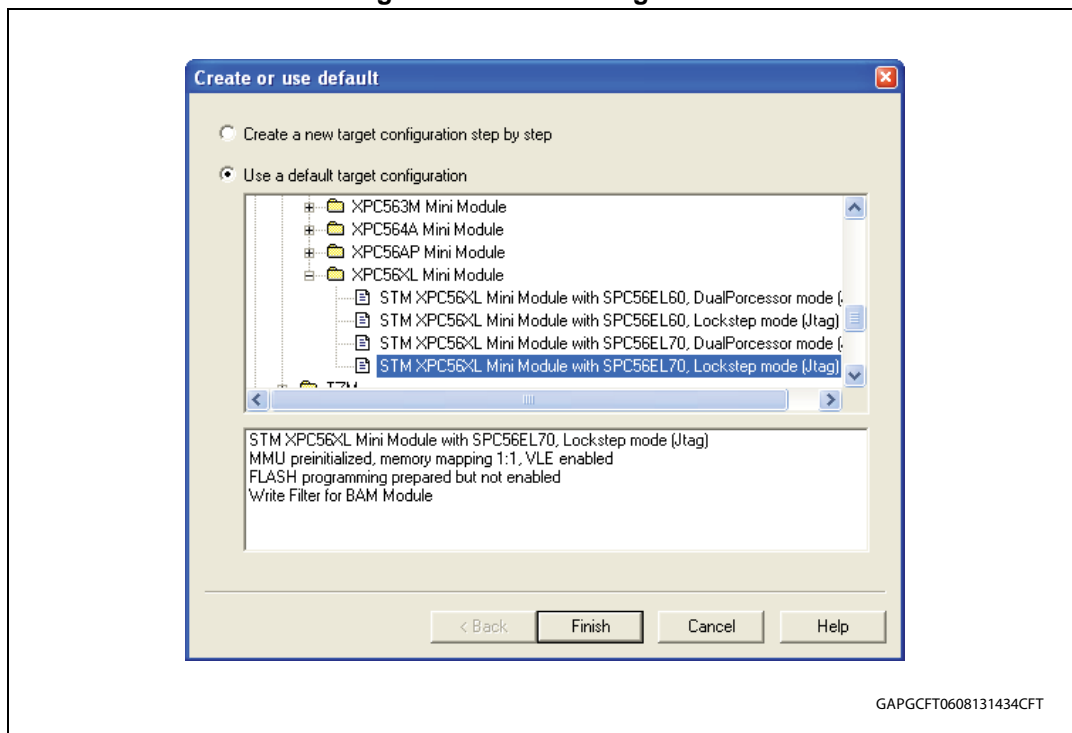 Create or use default
Create a new target configuration step by step
Use a default target configuration
XPC563M Mini Module
XPC564A Mini Module
XPC56AP Mini Module
XPC56XL Mini Module
STM XPC56XL Mini Module with SPC56EL60, DualPorcessor mode (
STM XPC56XL Mini Module with SPC56EL60, Lockstep mode (Jtag)
STM XPC56XL Mini Module with SPC56EL70, DualPorcessor mode (
STM XPC56XL Mini Module with SPC56EL70, Lockstep mode (Jtag)
STM XPC56XL Mini Module with SPC56EL70, Lockstep mode (Jtag)
MMU preinitialized, memory mapping 1:1, VLE enabled
FLASH programming prepared but not enabled
Write Filter for BAM Module
< Back Finish Cancel Help
GAPGCFT0608131434CFT